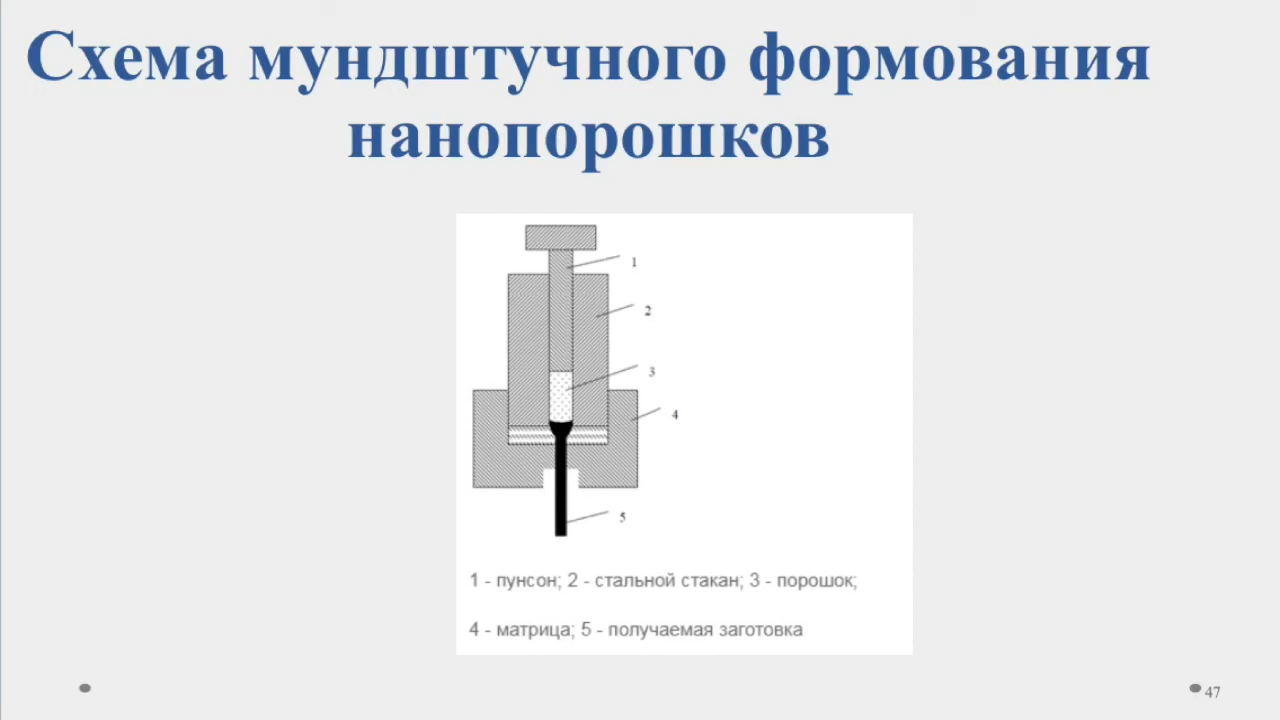 Схема мундштучного формования
нанопорошков
1
2
3
4
5
1 - пунсон; 2 - стальной стакан; 3 - порошок;
4 - матрица; 5 - получаемая заготовка
47